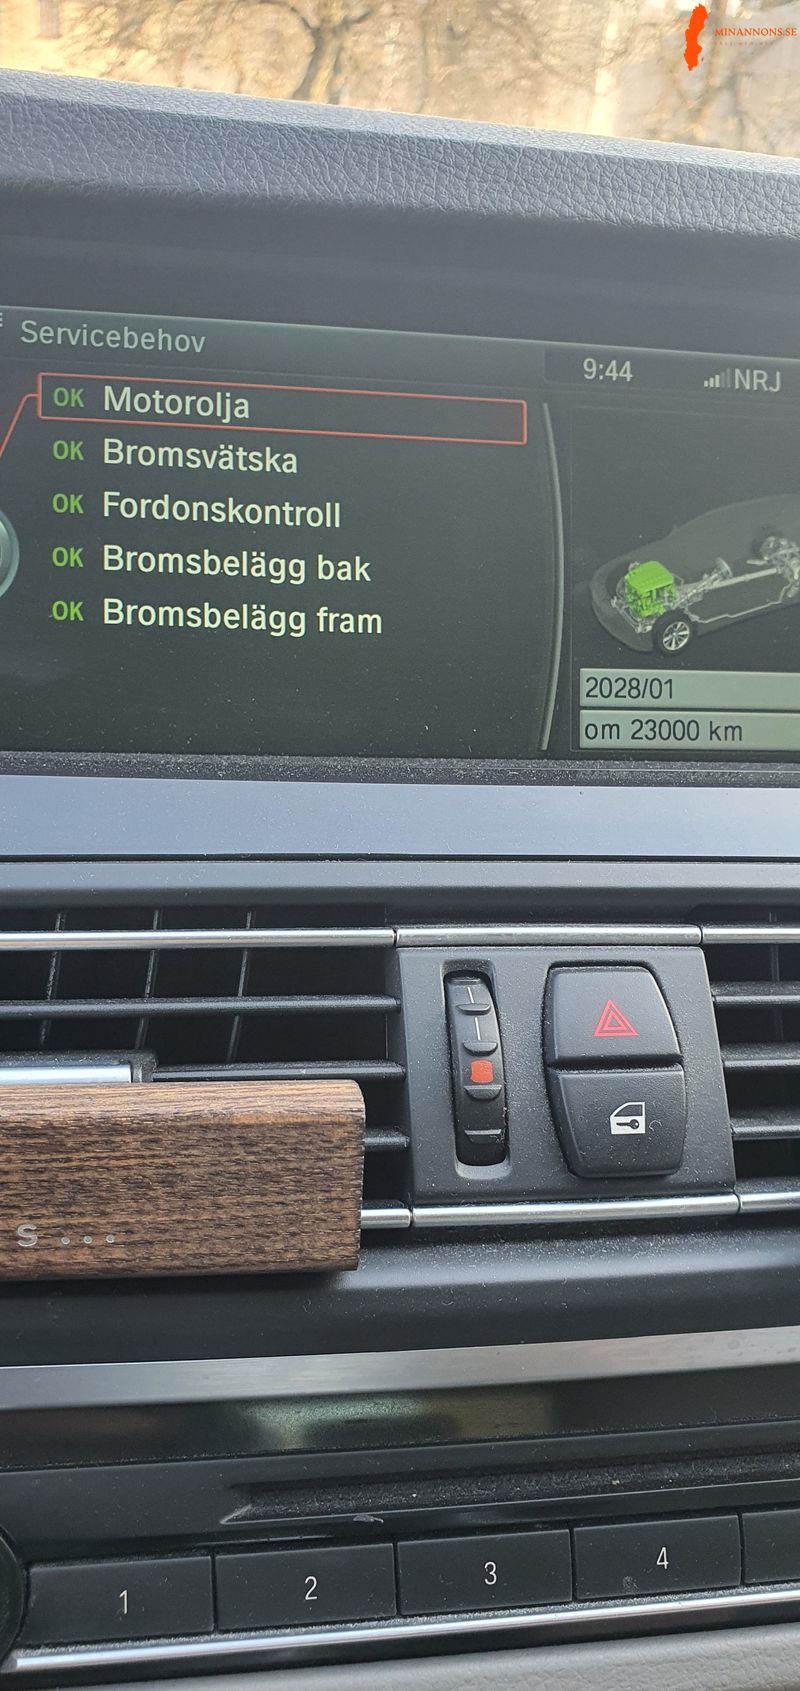 MINANNONS.SE
Servicebehov
9:44
NRJ
OK Motorolja
OK Bromsvätska
OK Fordonskontroll
OK Bromsbelägg bak
OK Bromsbelägg fram
2028/01
om 23000 km
s ...
1 2 3 4